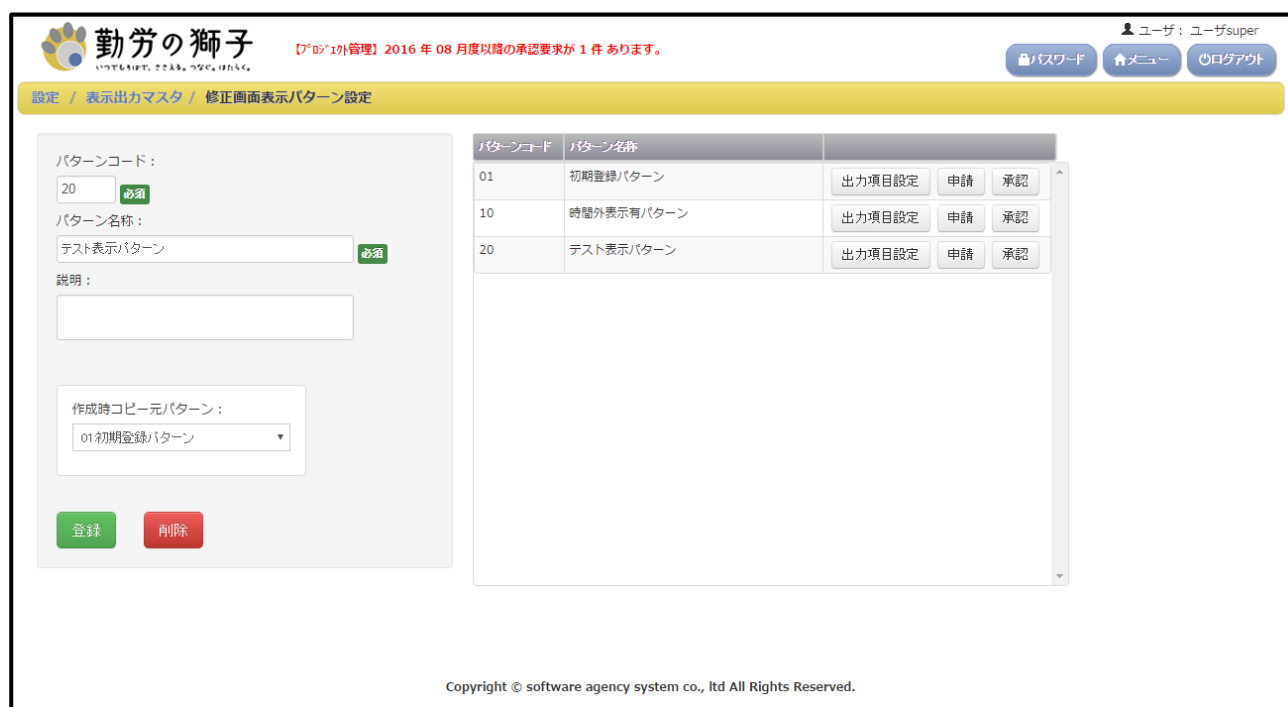 勤労の獅子
いつでもけはで、ささえる。つなぐ。はたらく。
【ﾌﾟﾛｼﾞｪｸﾄ管理】2016 年 08 月度以降の承認要求が 1 件 あります。
ユーザ： ユーザsuper
パスワード
メニュー
ログアウト
設定 / 表示出力マスタ / 修正画面表示パターン設定
パターンコード：
20 必須
パターン名称：
テスト表示パターン 必須
説明：
作成時コピー元パターン：
01:初期登録パターン
登録 削除
パターンコード パターン名称
01 初期登録パターン 出力項目設定 申請 承認
10 時間外表示有パターン 出力項目設定 申請 承認
20 テスト表示パターン 出力項目設定 申請 承認
Copyright © software agency system co., ltd All Rights Reserved.